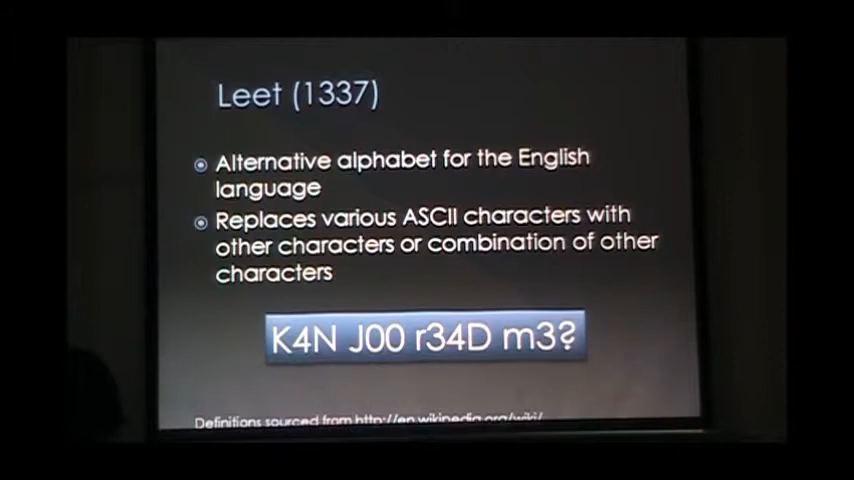 Leet (1337)
Alternative alphabet for the English
language
Replaces various ASCII characters with
other characters or combination of other
characters
K4N J00 r34D m3?
Definitions sourced from http://en.wikipedia.org/wiki/